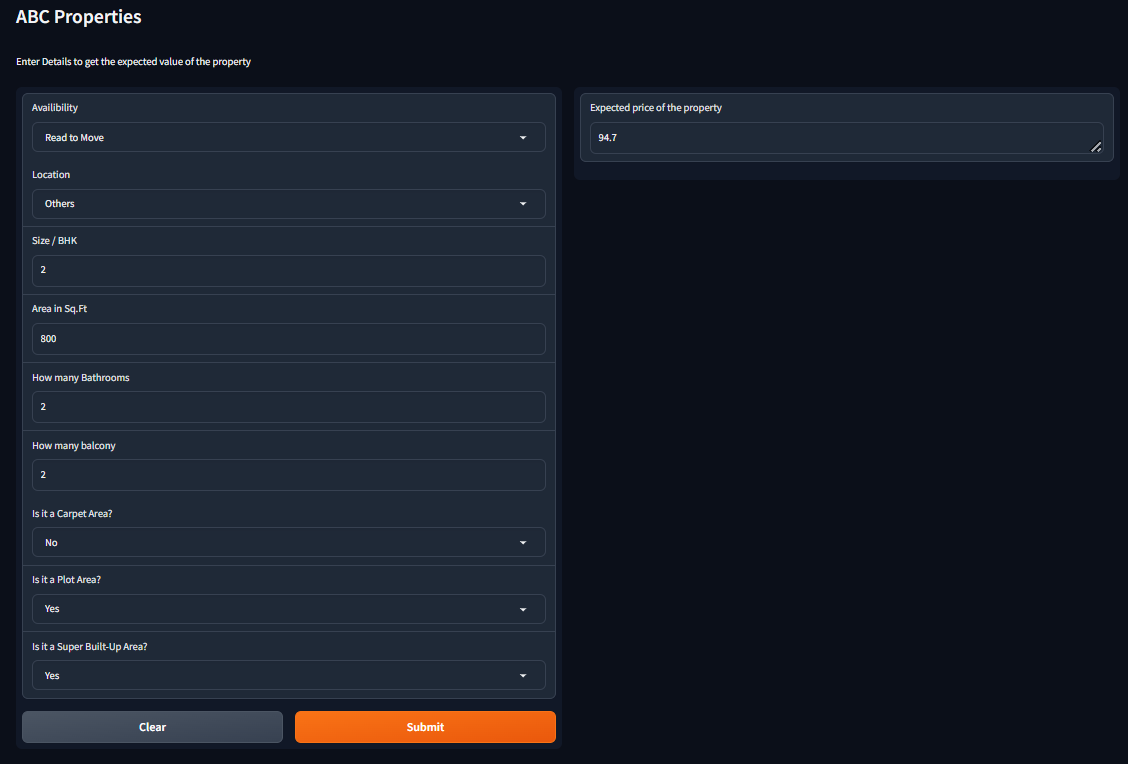 ABC Properties
Enter Details to get the expected value of the property
Availibility
Read to Move
Location
Others
Size / BHK
2
Area in Sq.Ft
800
How many Bathrooms
2
How many balcony
2
Is it a Carpet Area?
No
Is it a Plot Area?
Yes
Is it a Super Built-Up Area?
Yes
Clear
Submit
Expected price of the property
94.7